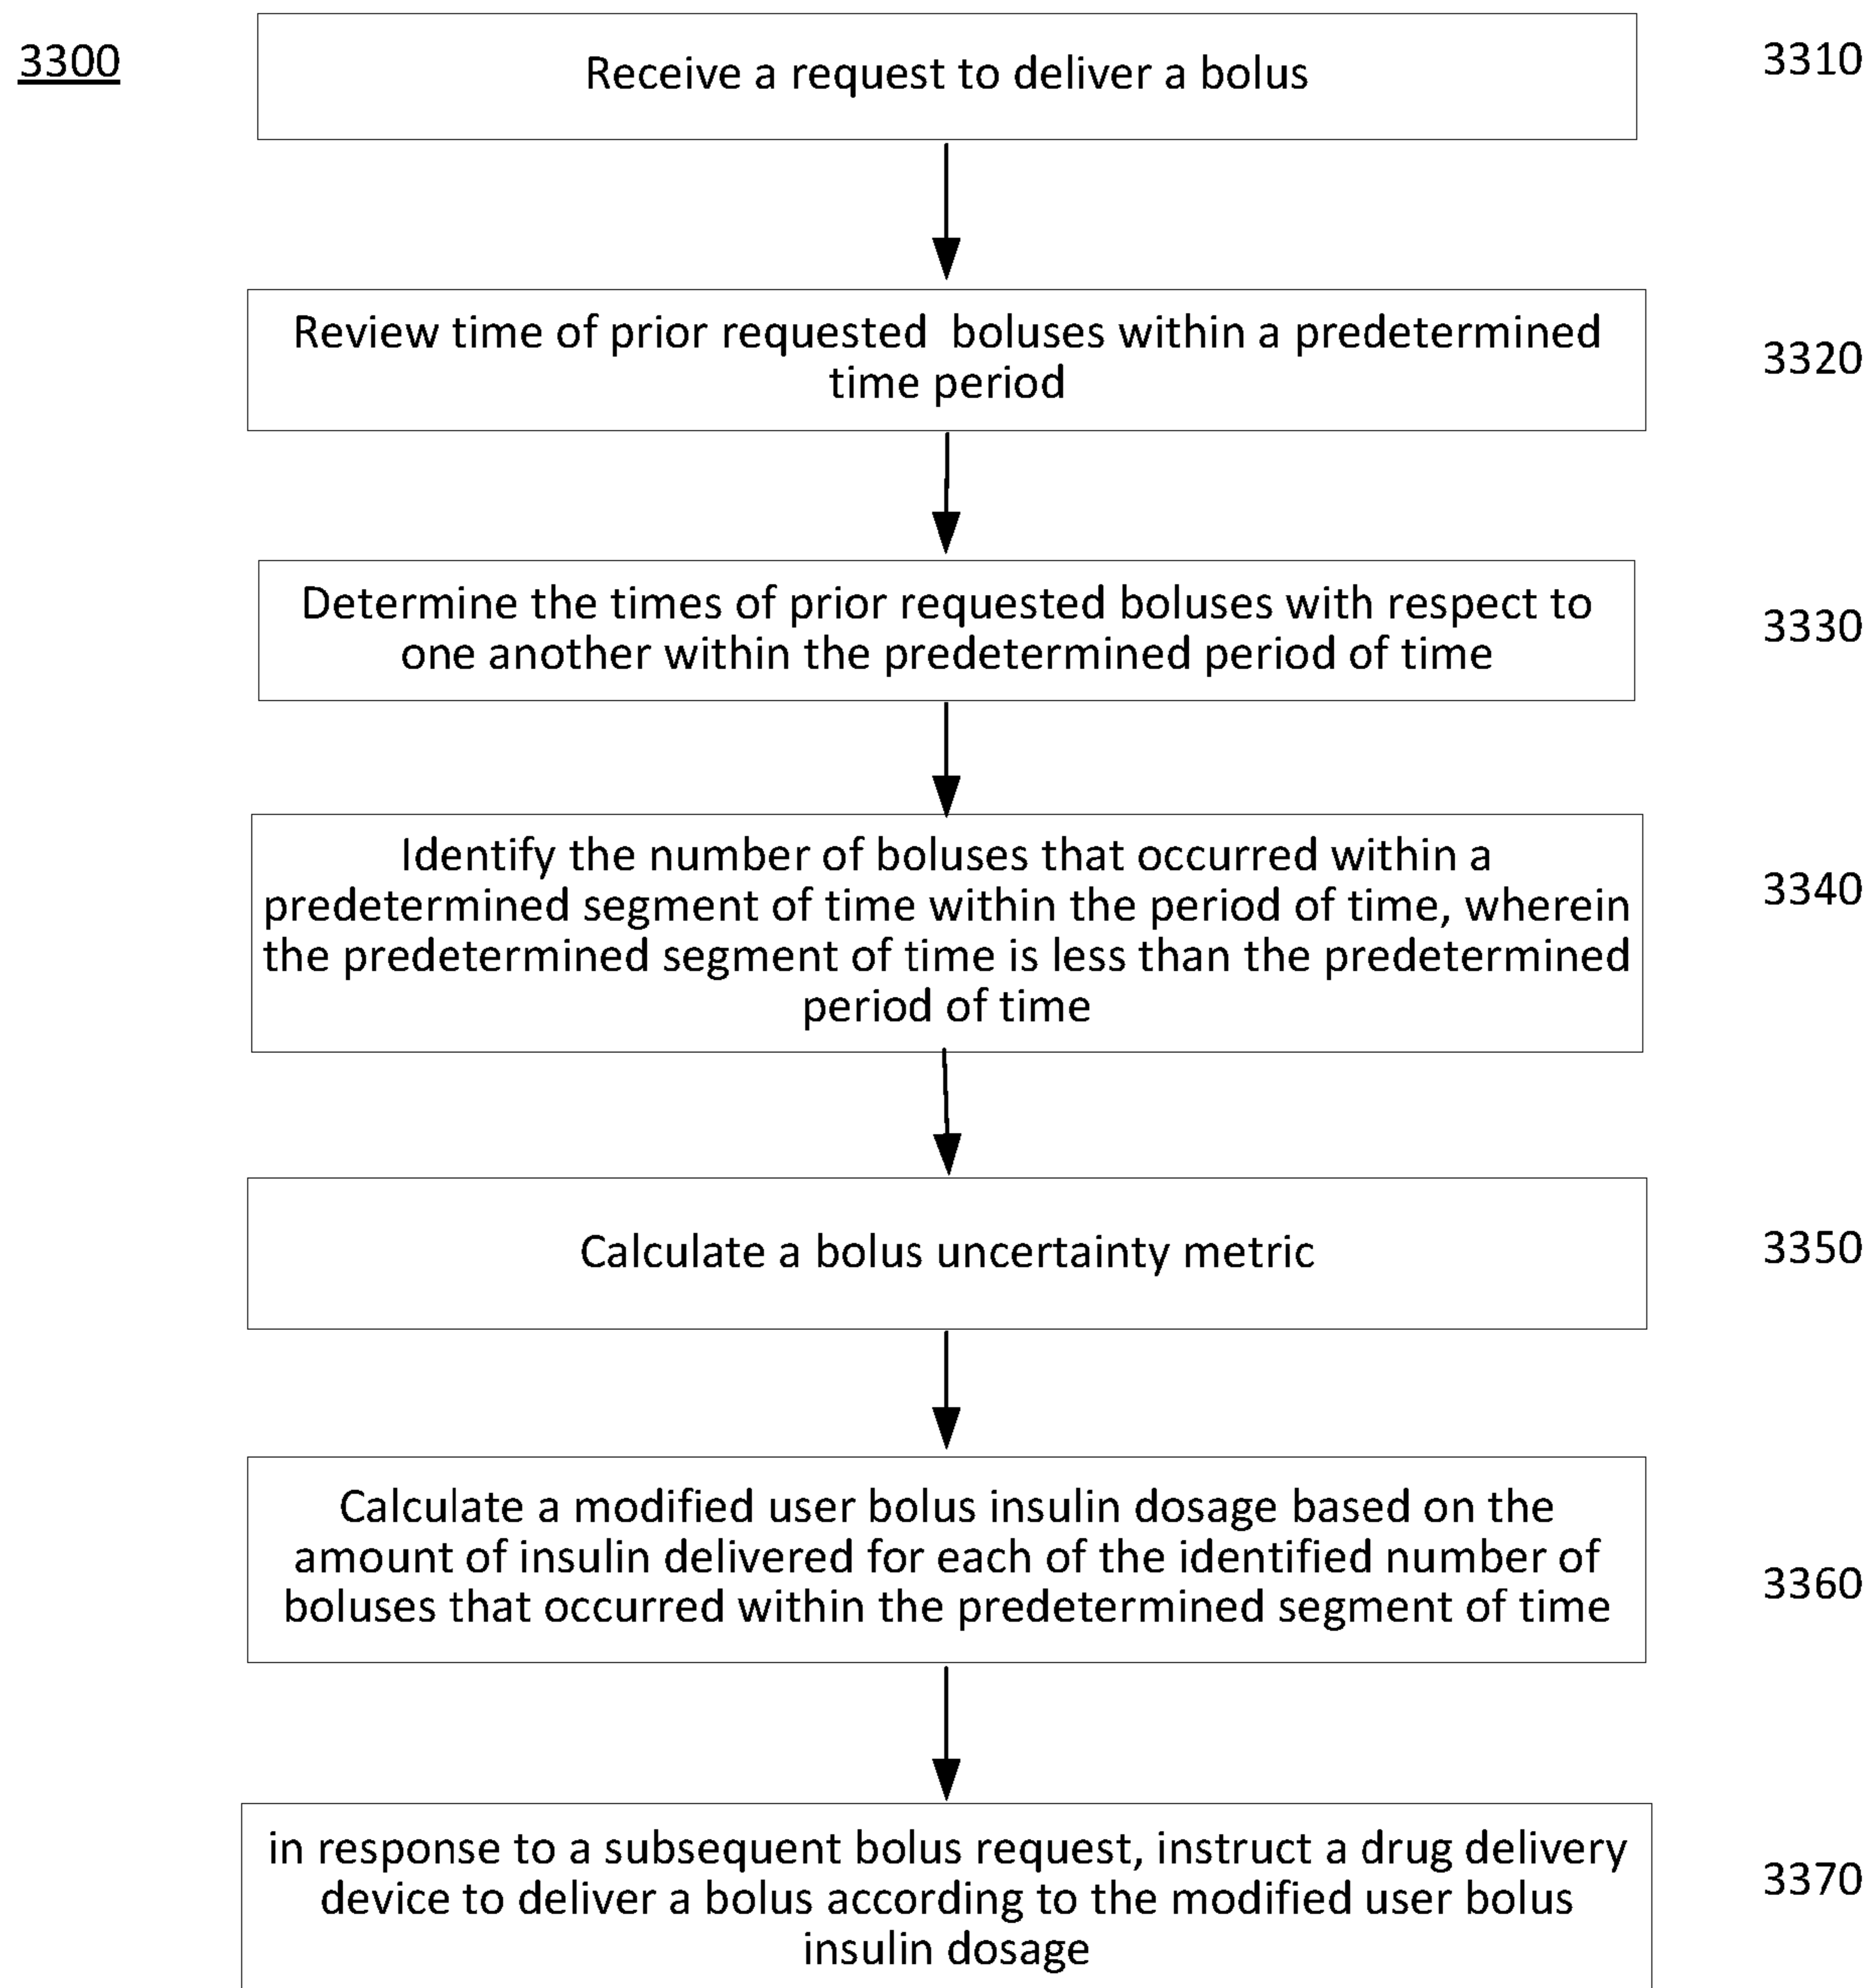 3300
Receive a request to deliver a bolus
3310
Review time of prior requested boluses within a predetermined
time period
3320
Determine the times of prior requested boluses with respect to
one another within the predetermined period of time
3330
Identify the number of boluses that occurred within a
predetermined segment of time within the period of time, wherein
the predetermined segment of time is less than the predetermined
period of time
3340
Calculate a bolus uncertainty metric
3350
Calculate a modified user bolus insulin dosage based on the
amount of insulin delivered for each of the identified number of
boluses that occurred within the predetermined segment of time
3360
in response to a subsequent bolus request, instruct a drug delivery
device to deliver a bolus according to the modified user bolus
insulin dosage
3370